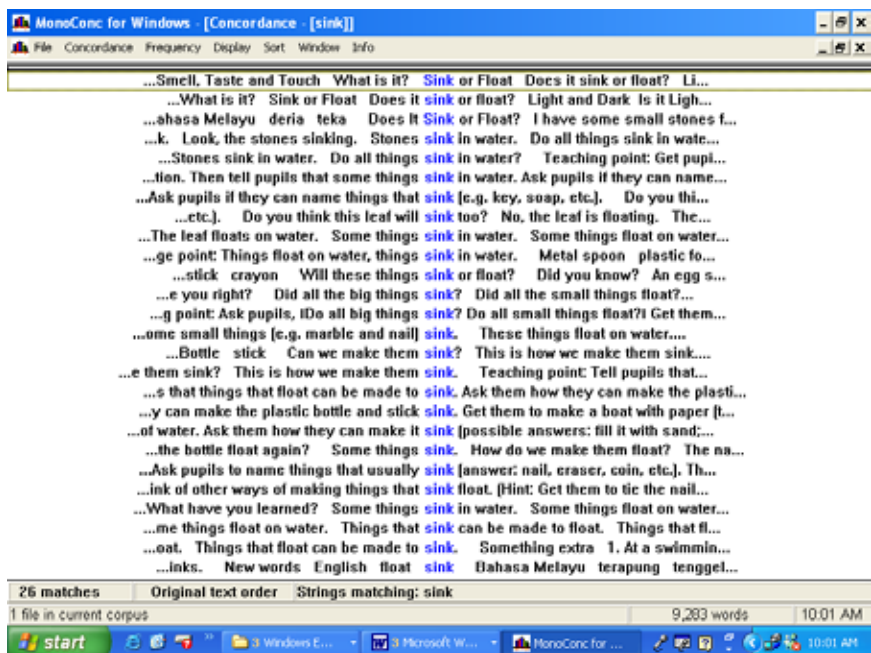 MonoConc for Windows - [Concordance - [sink]]
File Concordance Frequency Display Sort Window Info
...Smell, Taste and Touch What is it? Sink or Float Does it sink or float? Li...
...What is it? Sink or Float Does it sink or float? Light and Dark Is it Ligh...
...ahasa Melayu deria teka Does It Sink or Float? I have some small stones f...
...k. Look, the stones sinking. Stones sink in water. Do all things sink in wate...
...Stones sink in water. Do all things sink in water? Teaching point: Get pupi...
...tion. Then tell pupils that some things sink in water. Ask pupils if they can name...
...Ask pupils if they can name things that sink (e.g. key, soap, etc.). Do you thi...
...etc.). Do you think this leaf will sink too? No, the leaf is floating. The...
...The leaf floats on water. Some things sink in water. Some things float on water...
...ge point: Things float on water, things sink in water. Metal spoon plastic fo...
...stick crayon Will these things sink or float? Did you know? An egg s...
...e you right? Did all the big things sink? Did all the small things float?...
...g point: Ask pupils, IDo all big things sink? Do all small things float?I Get them...
...ome small things (e.g. marble and nail) sink. These things float on water....
...Bottle stick Can we make them sink? This is how we make them sink....
...e them sink? This is how we make them sink. Teaching point: Tell pupils that...
...s that things that float can be made to sink. Ask them how they can make the plasti...
...y can make the plastic bottle and stick sink. Get them to make a boat with paper (t...
...of water. Ask them how they can make it sink (possible answers: fill it with sand;...
...the bottle float again? Some things sink. How do we make them float? The na...
...Ask pupils to name things that usually sink (answer: nail, eraser, coin, etc.). Th...
...ink of other ways of making things that sink float. (Hint: Get them to tie the nail...
...What have you learned? Some things sink in water. Some things float on water...
...me things float on water. Things that sink can be made to float. Things that fl...
...oat. Things that float can be made to sink. Something extra 1. At a swimmin...
...inks. New words English float sink Bahasa Melayu terapung tenggel...
26 matches Original text order Strings matching: sink
1 file in current corpus 9,283 words 10:01 AM
start » 3 Windows E... 3 Microsoft W... MonoConc for ... 10:01 AM